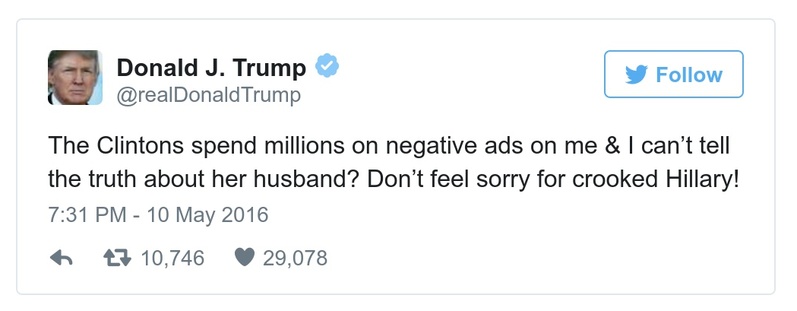 Donald J. Trump
@realDonaldTrump
Follow
The Clintons spend millions on negative ads on me & I can’t tell
the truth about her husband? Don’t feel sorry for crooked Hillary!
7:31 PM - 10 May 2016
10,746 29,078